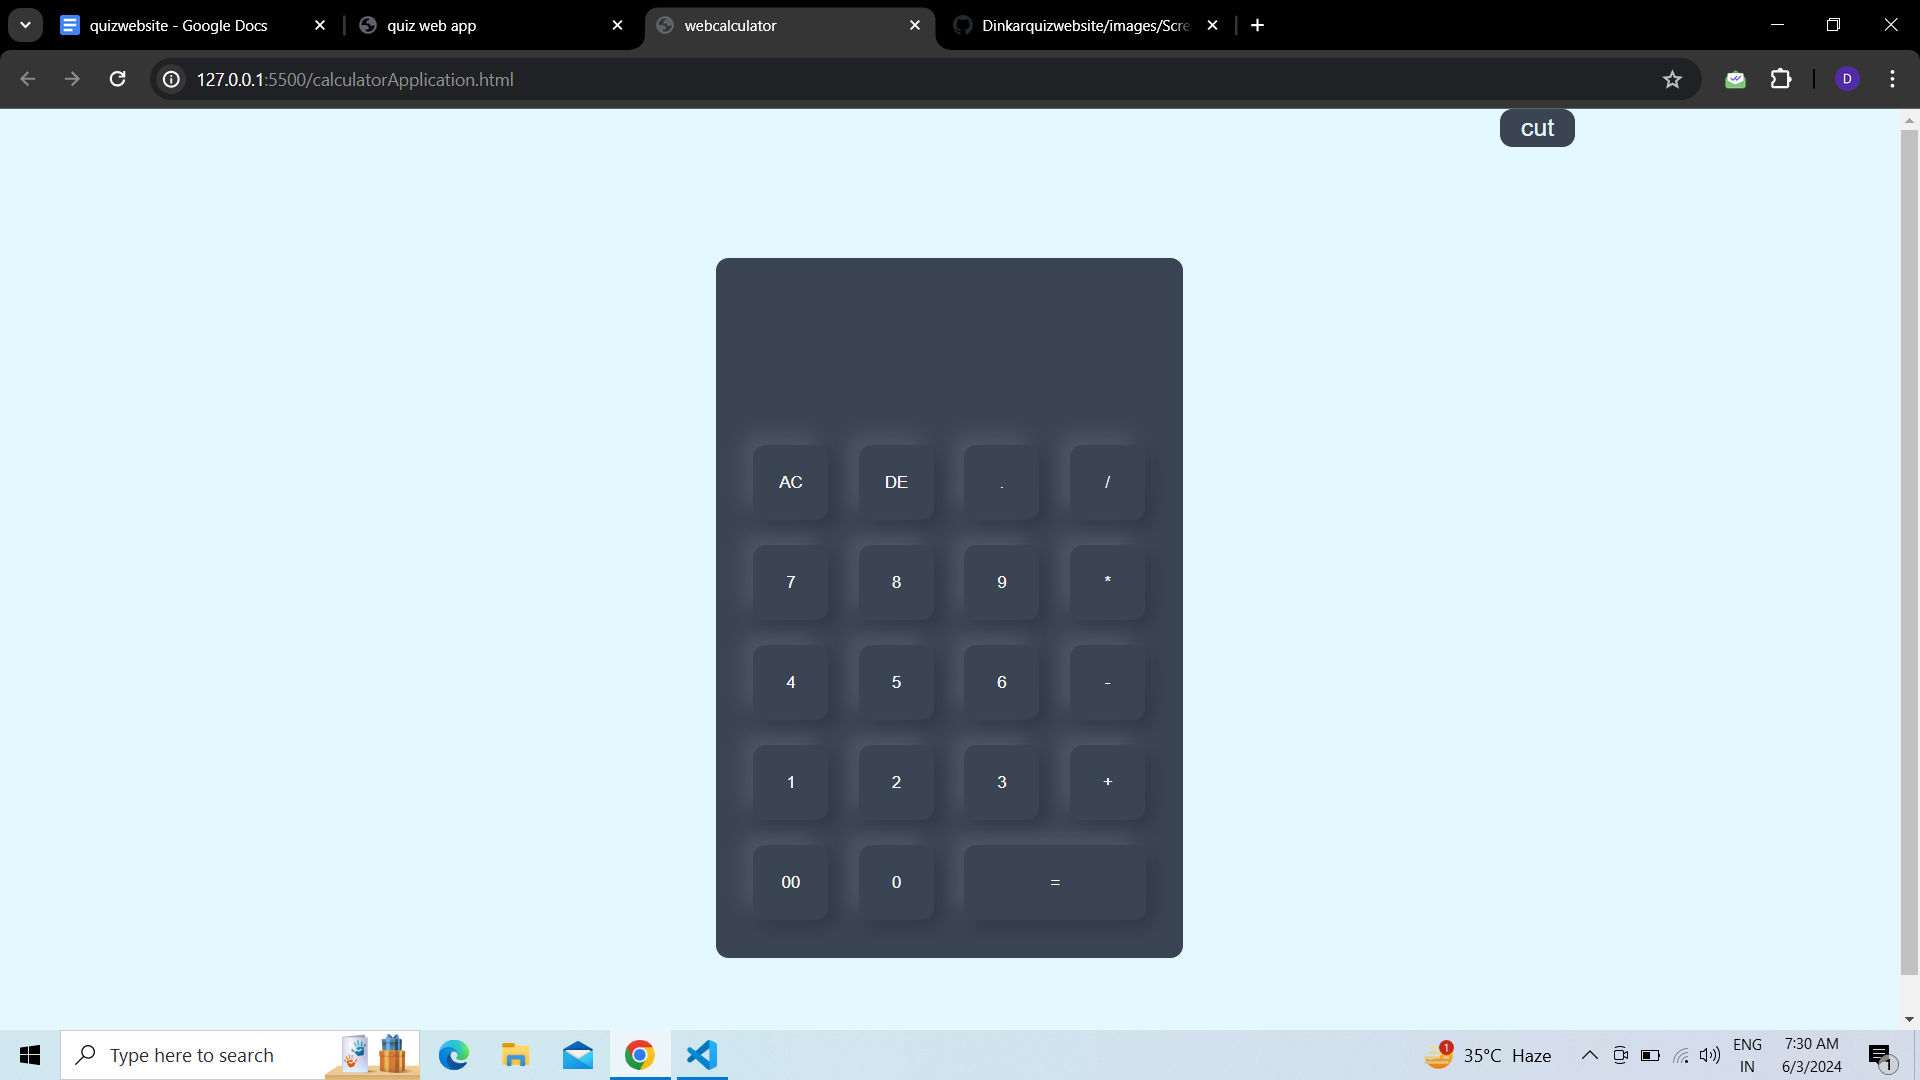 quizwebsite - Google Docs
quiz web app
webcalculator
Dinkarquizwebsite/images/Scre
127.0.0.1:5500/calculatorApplication.html
D
cut
AC DE . /
7 8 9 *
4 5 6 -
1 2 3 +
00 0 =
Type here to search
1
35°C Haze
ENG
IN
7:30 AM
6/3/2024
1